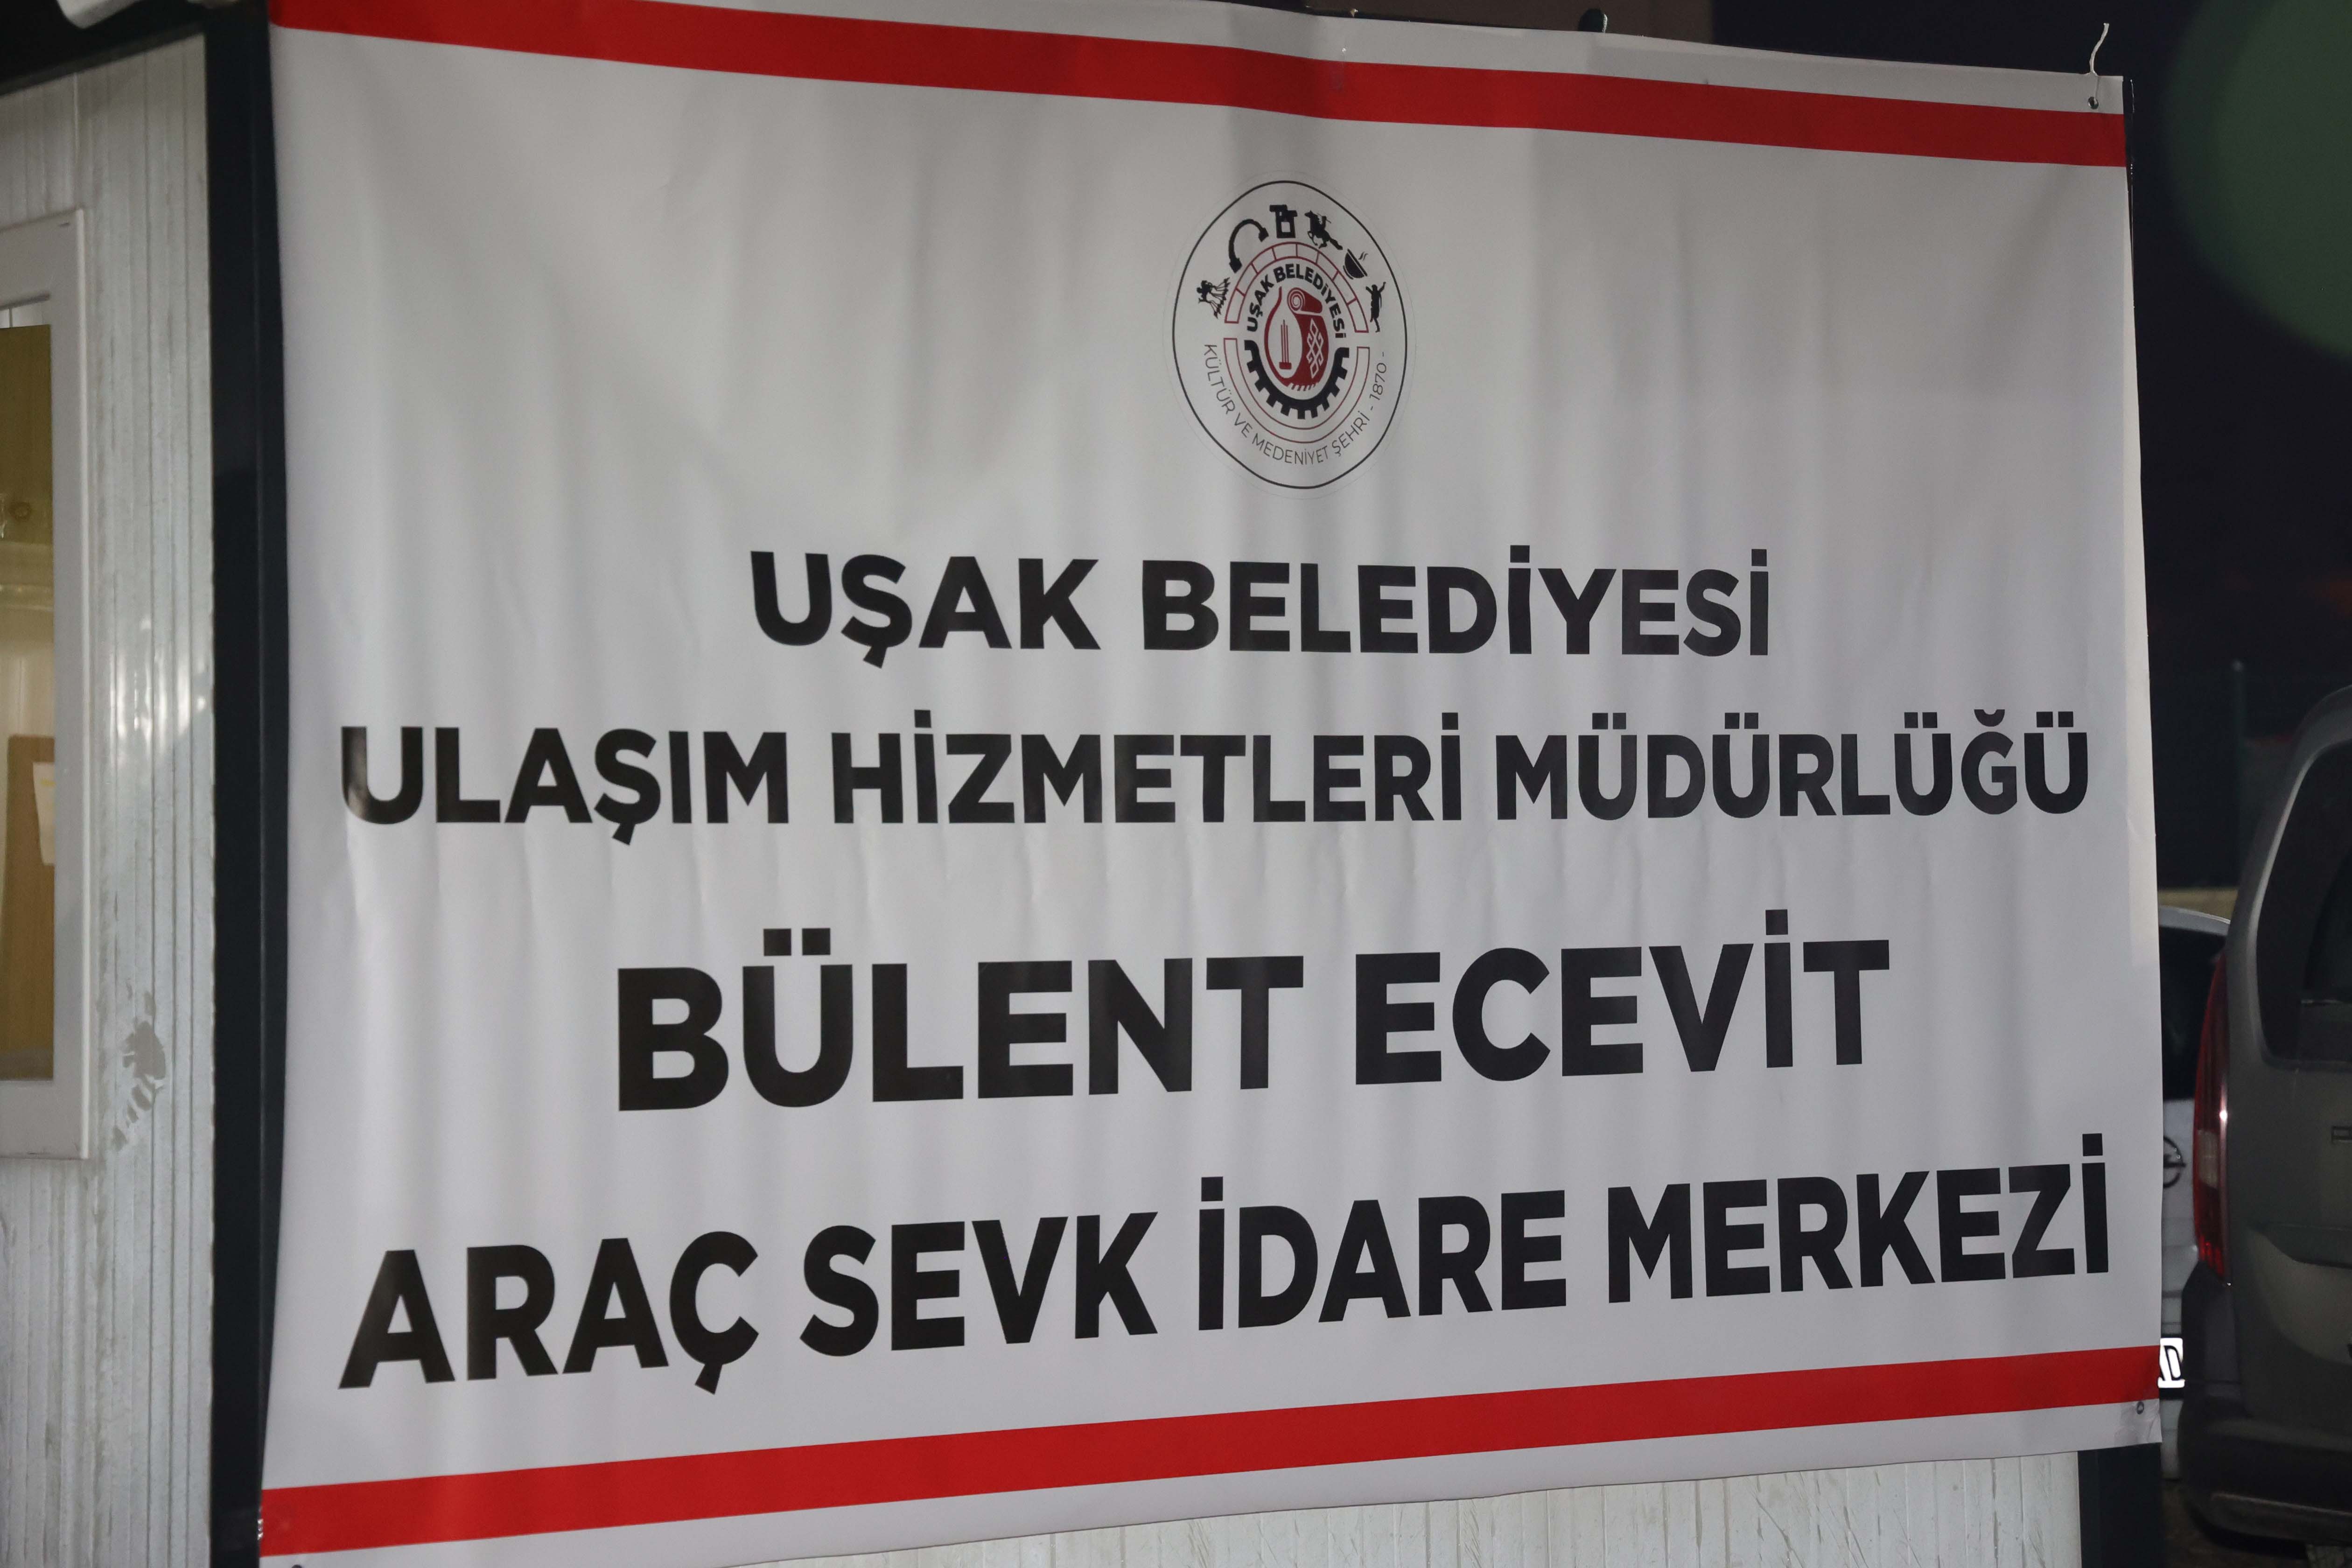 UŞAK BELEDİYESİ
KÜLTÜR VE MEDENİYET ŞEHRİ - 1870 -
UŞAK BELEDİYESİ
ULAŞIM HİZMETLERİ MÜDÜRLÜĞÜ
BÜLENT ECEVİT
ARAÇ SEVK İDARE MERKEZİ